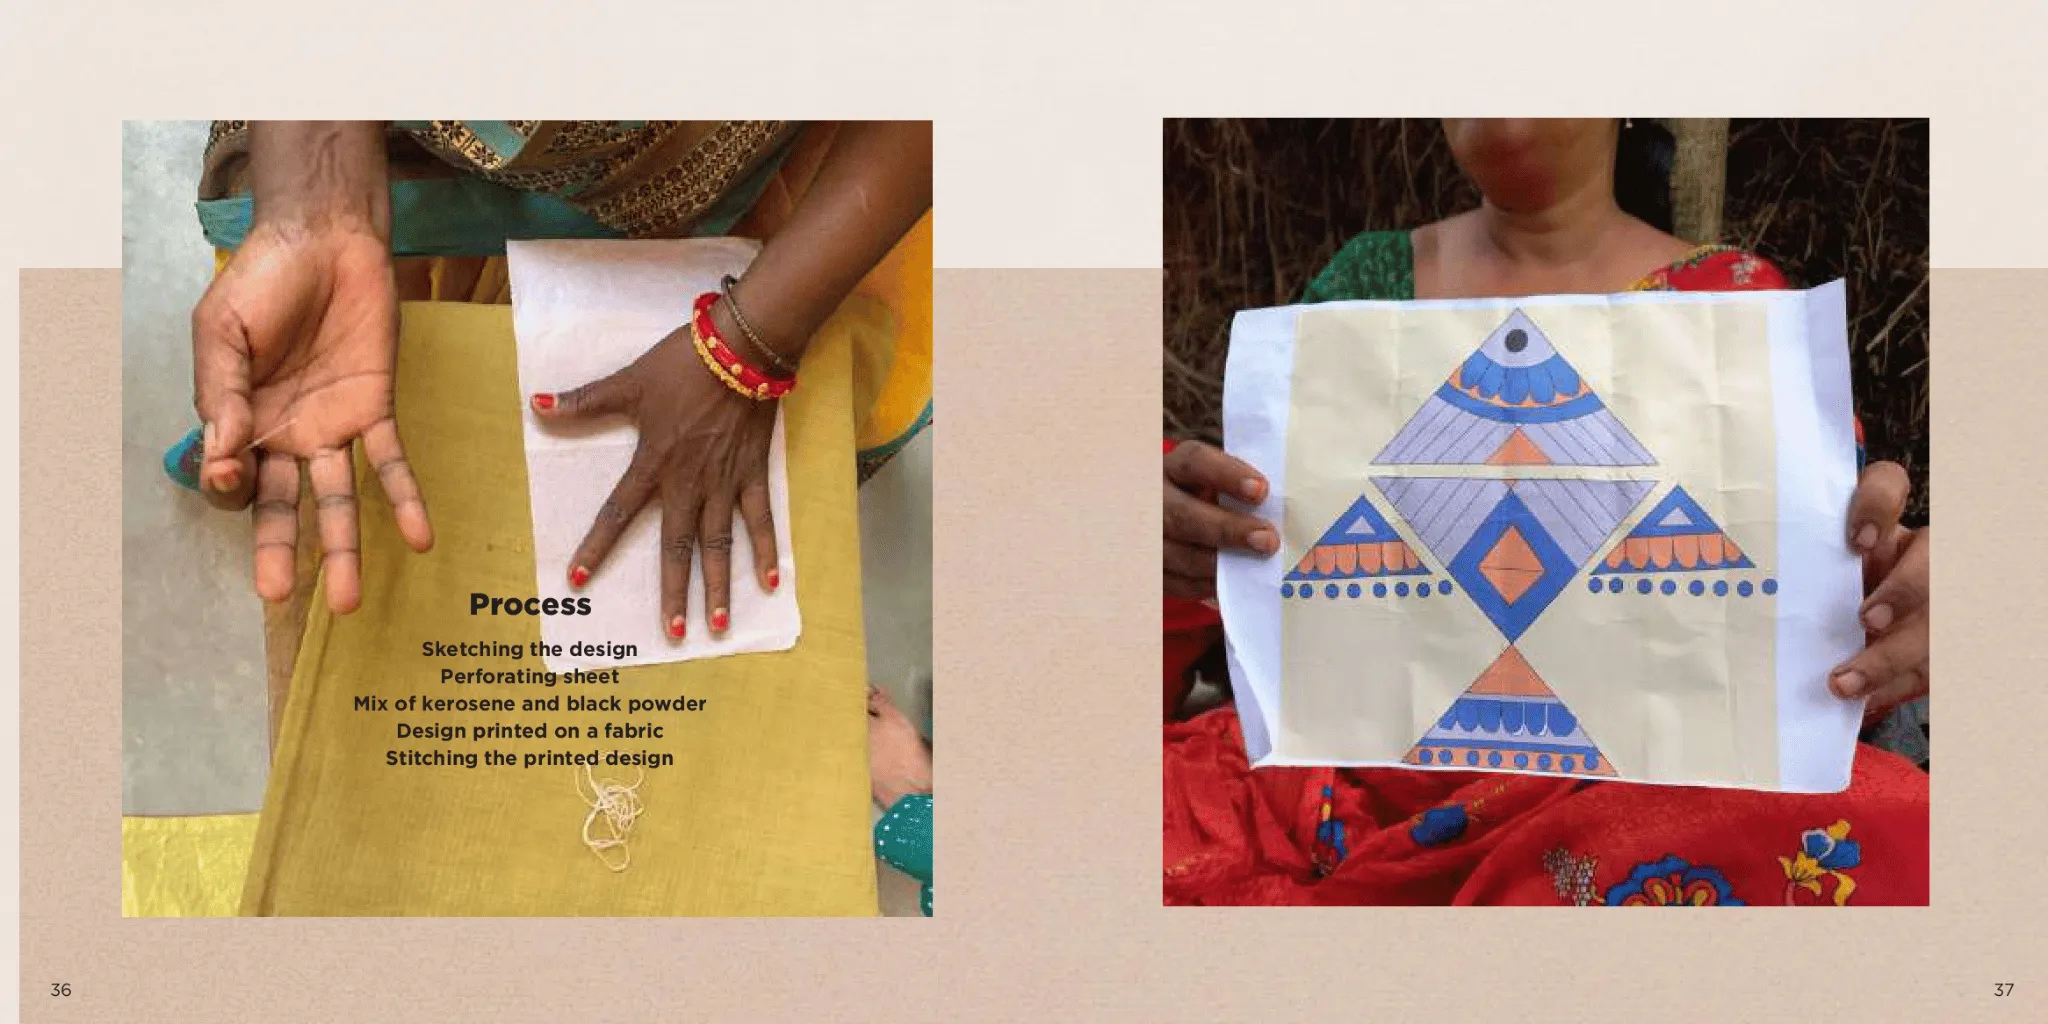 Process
Sketching the design
Perforating sheet
Mix of kerosene and black powder
Design printed on a fabric
Stitching the printed design
36
37